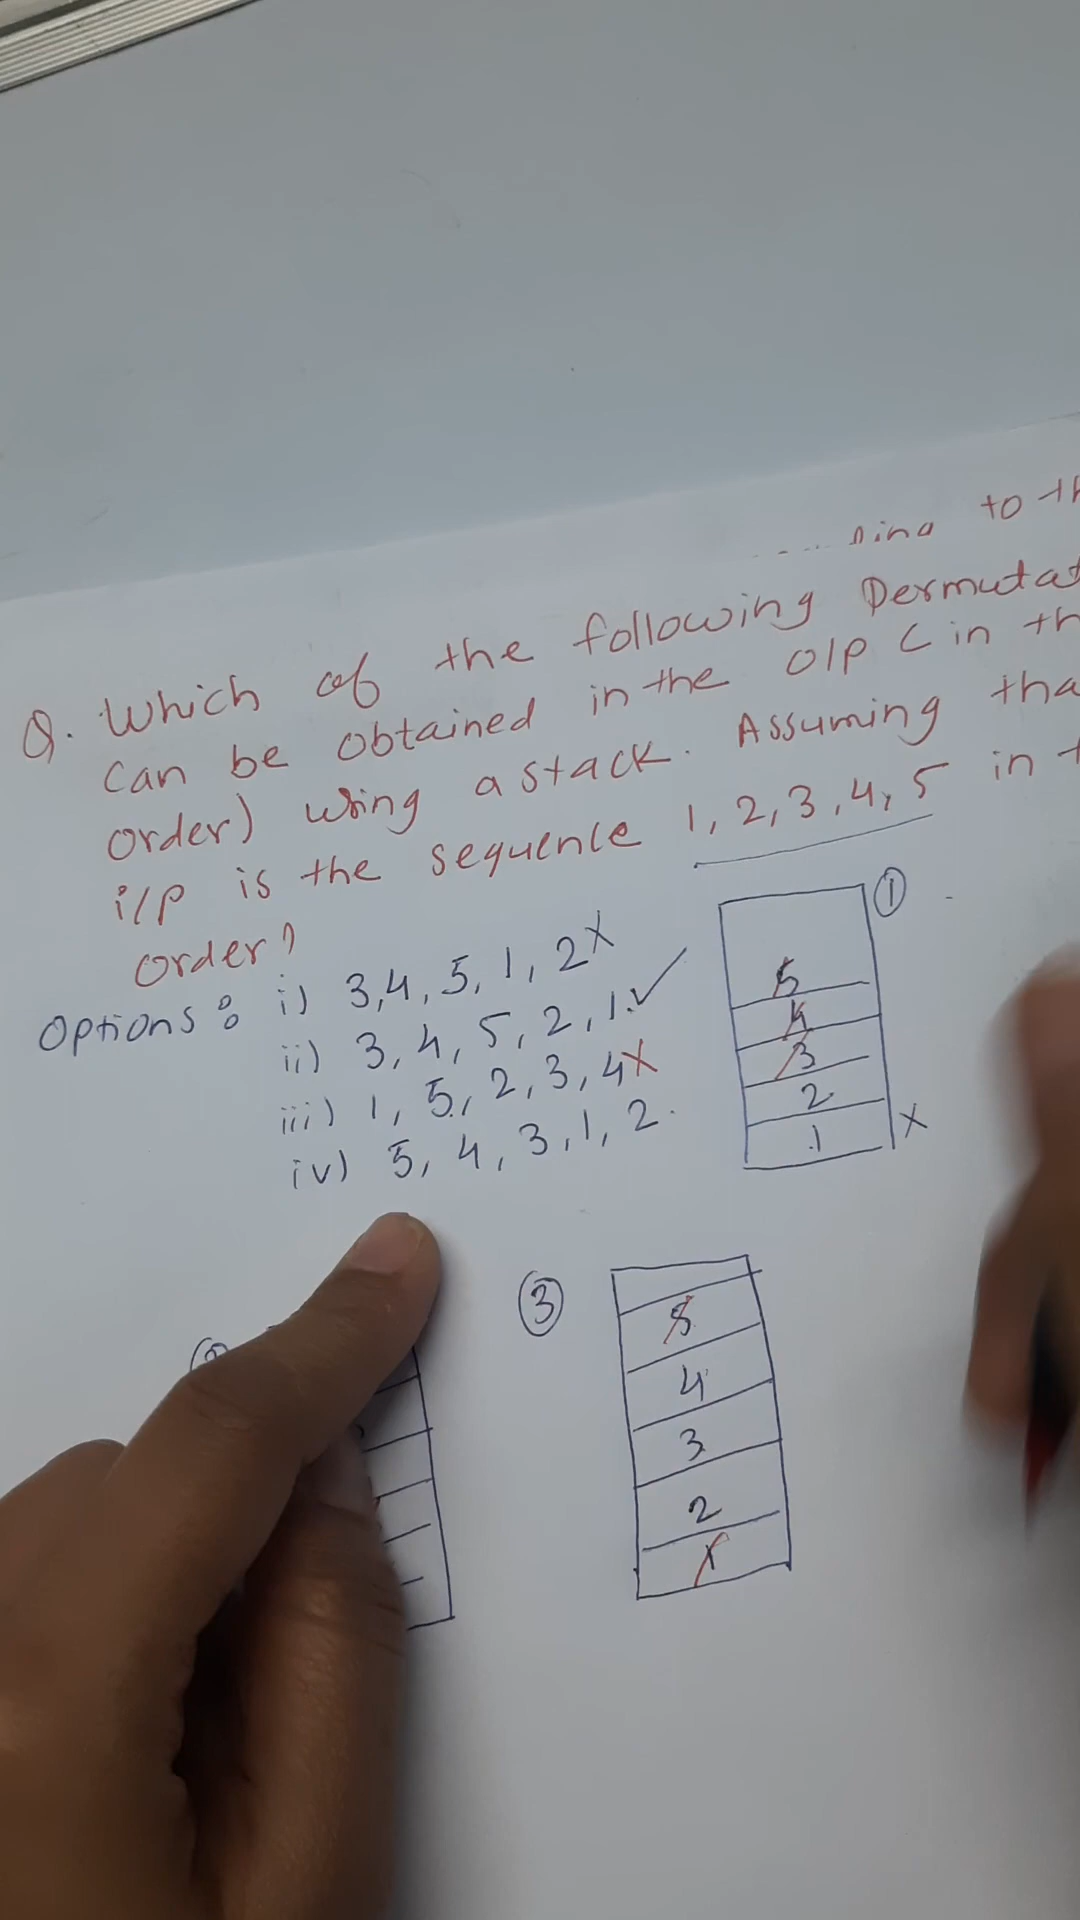 to th
Q. Which of the following Permutat
can be obtained in the O/P ( in th
order) using a stack. Assuming tha
i/p is the sequence 1, 2, 3, 4, 5 in t
order?
①
Options : i) 3, 4, 5, 1, 2 X
ii) 3, 4, 5, 2, 1. ✓
iii) 1, 5, 2, 3, 4 X
iv) 5, 4, 3, 1, 2.
5
4
3
2
1
X
③
5
4
3
2
1